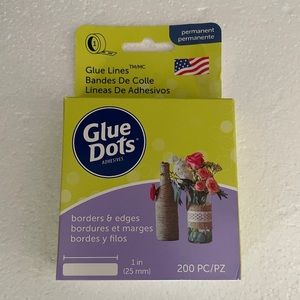 permanent
permanente
Glue Lines™/MC
Bandes De Colle
Líneas De Adhesivos
Glue
Dots
ADHESIVES
borders & edges
bordures et marges
bordes y filos
1 in
(25 mm)
200 PC/PZ